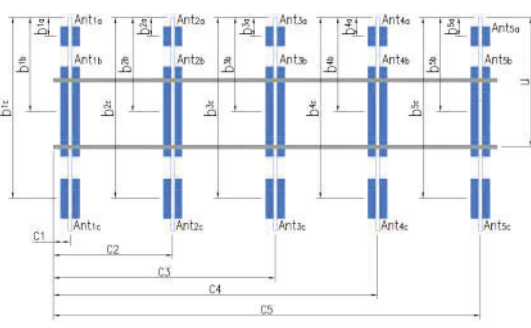 b1a Ant1a b2a Ant2a b3a Ant3a b4a Ant4a b5a Ant5a
b1b Ant1b b2b Ant2b b3b Ant3b b4b Ant4b b5b Ant5b
b1c b2c b3c b4c b5c u
Ant1c Ant2c Ant3c Ant4c Ant5c
C1
C2
C3
C4
C5